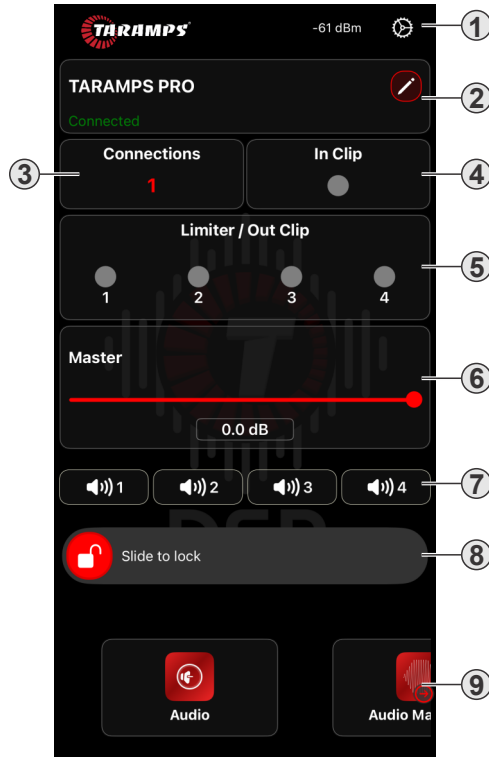 TARAMPS
-61 dBm
1
TARAMPS PRO
2
Connected
Connections
In Clip
3
1
4
Limiter / Out Clip
5
1 2 3 4
Master
6
0.0 dB
1 2 3 4
7
Slide to lock
8
DSP
9
Audio
Audio Ma